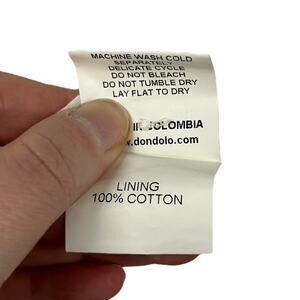 MACHINE WASH COLD
SEPARATELY
DELICATE CYCLE
DO NOT BLEACH
DO NOT TUMBLE DRY
LAY FLAT TO DRY
IN COLOMBIA
w.dondolo.com
LINING
100% COTTON